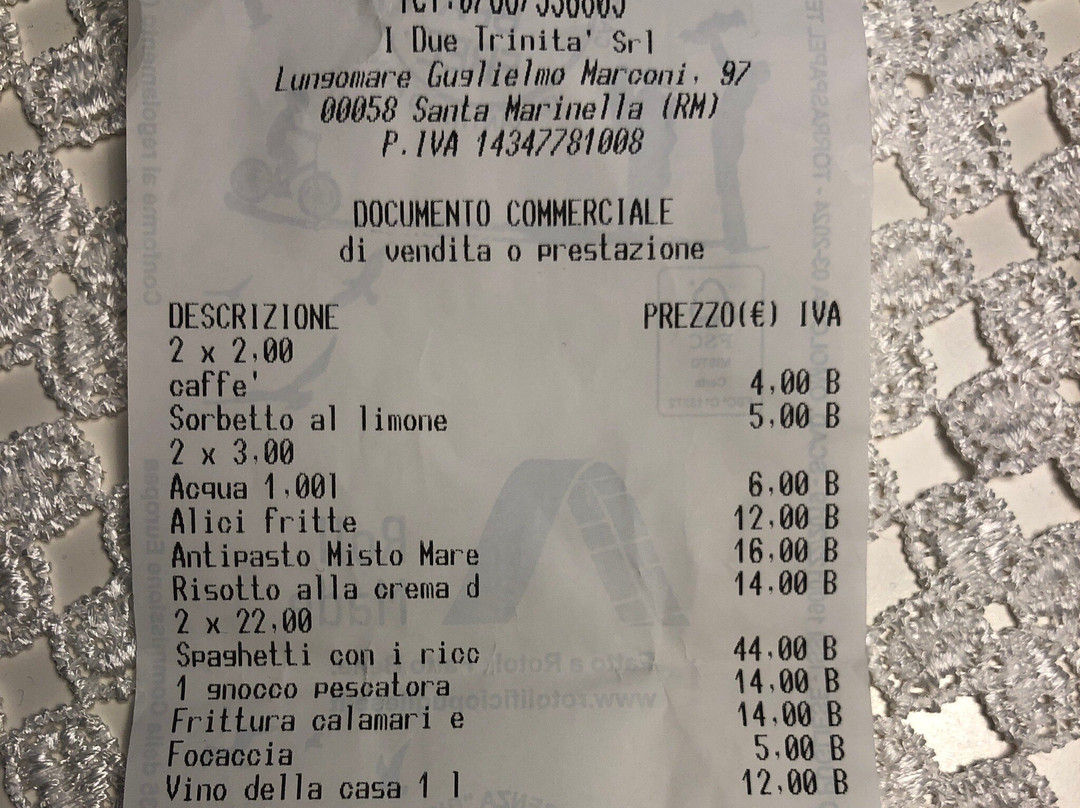 I Due Trinita' Srl
Lungomare Guglielmo Marconi, 97
00058 Santa Marinella (RM)
P.IVA 14347781008
DOCUMENTO COMMERCIALE
di vendita o prestazione
DESCRIZIONE PREZZO(€) IVA
2 x 2,00
caffe' 4,00 B
Sorbetto al limone 5,00 B
2 x 3,00
Acqua 1,00l 6,00 B
Alici fritte 12,00 B
Antipasto Misto Mare 16,00 B
Risotto alla crema d 14,00 B
2 x 22,00
Spaghetti con i ricc 44,00 B
1 gnocco pescatora 14,00 B
Frittura calamari e 14,00 B
Focaccia 5,00 B
Vino della casa 1 l 12,00 B